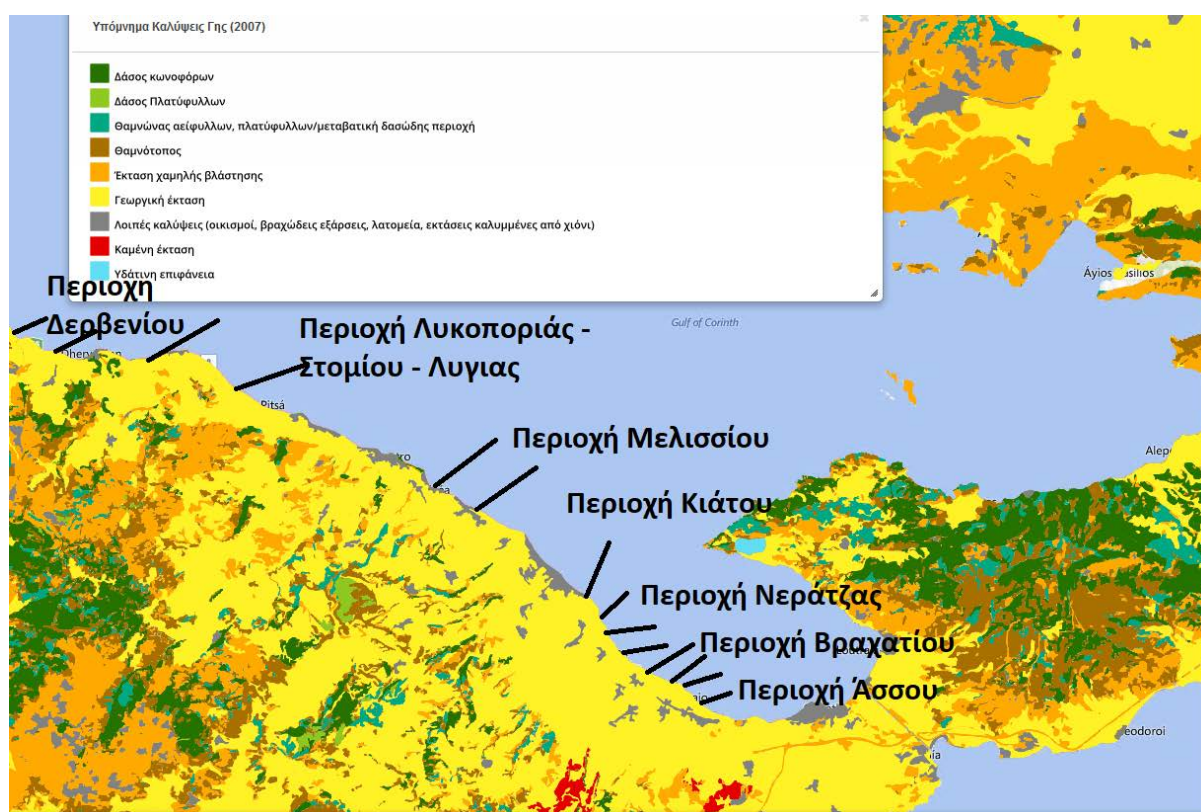 Υπόμνημα Καλύψεις Γης (2007)
Δάσος κωνοφόρων
Δάσος Πλατύφυλλων
Θαμνώνας αείφυλλων, πλατύφυλλων/μεταβατική δασώδης περιοχή
Θαμνότοπος
Έκταση χαμηλής βλάστησης
Γεωργική έκταση
Λοιπές καλύψεις (οικισμοί, βραχώδεις εξάρσεις, λατομεία, εκτάσεις καλυμμένες από χιόνι)
Καμένη έκταση
Υδάτινη επιφάνεια
Περιοχή
Δερβενίου
Περιοχή Λυκοποριάς -
Στομίου - Λυγιας
Áyios
Gulf of Corinth
Pitsá
Περιοχή Μελισσίου
Περιοχή Κιάτου
Περιοχή Νεράτζας
Περιοχή Βραχατίου
Περιοχή Άσσου